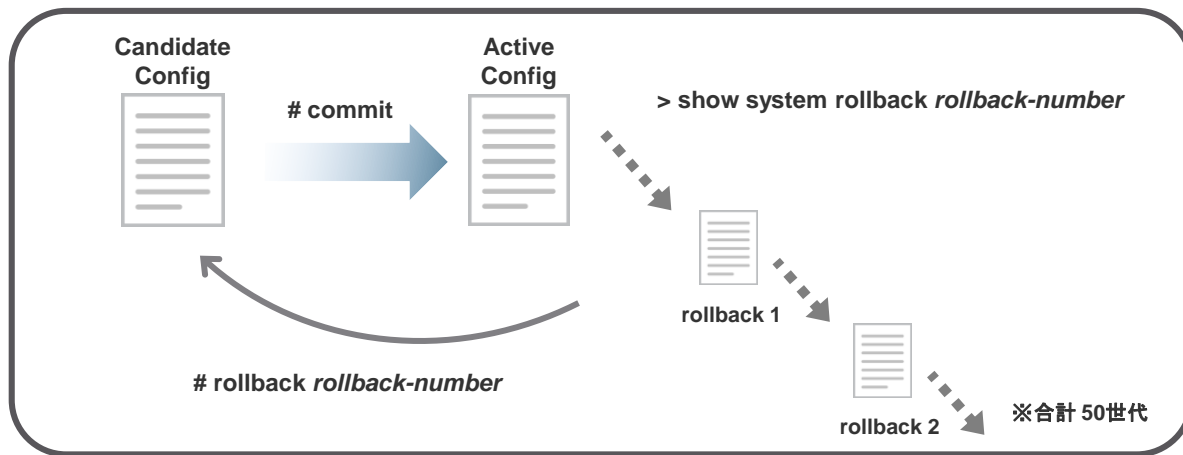 Candidate
Config
Active
Config
# commit
> show system rollback rollback-number
rollback 1
# rollback rollback-number
rollback 2
※合計 50世代